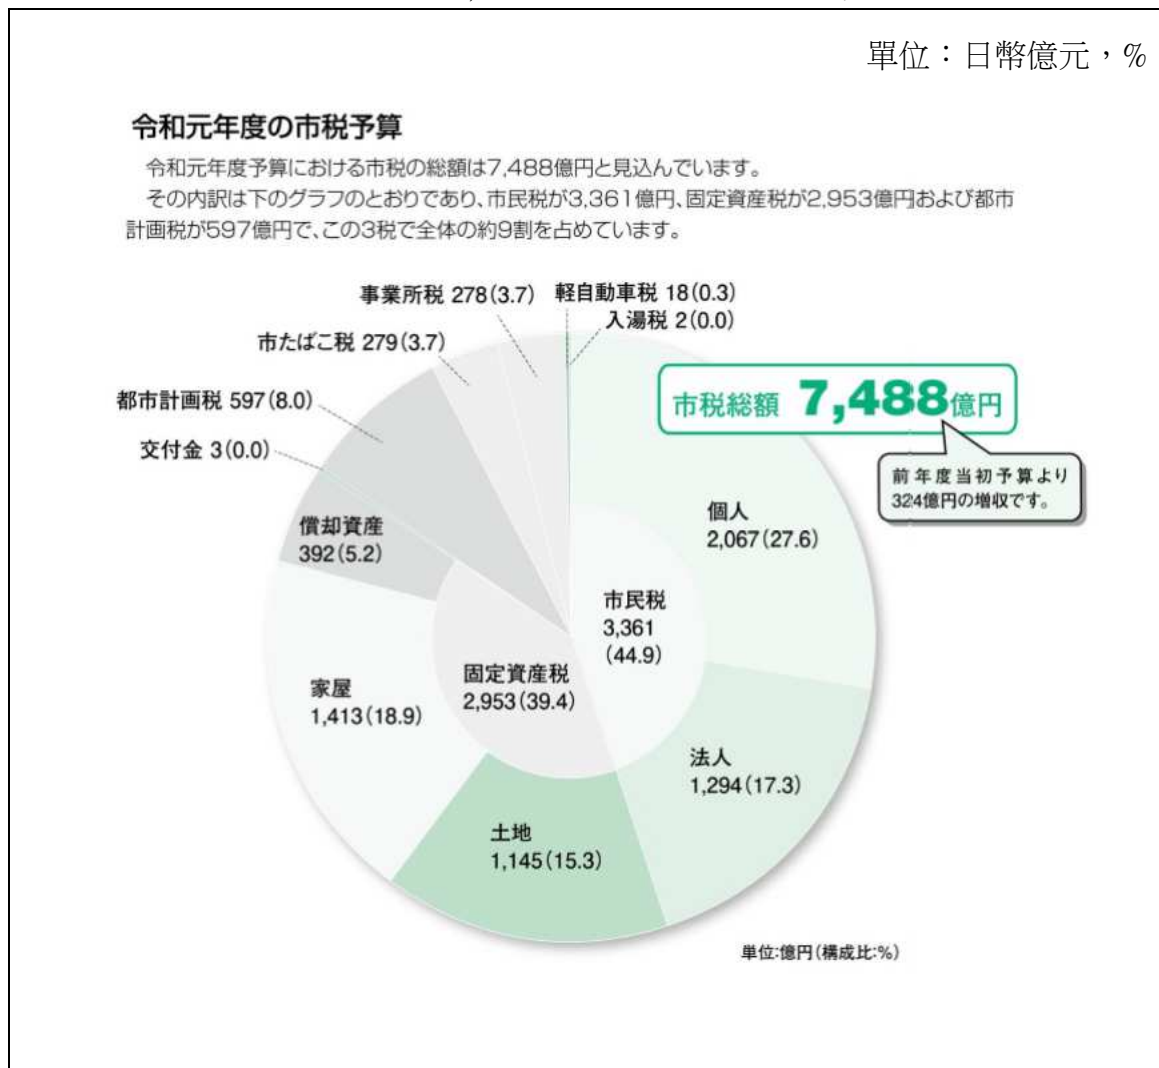 單位：日幣億元，%
令和元年度の市税予算
令和元年度予算における市税の総額は7,488億円と見込んでいます。
その内訳は下のグラフのとおりであり、市民税が3,361億円、固定資産税が2,953億円および都市
計画税が597億円で、この3税で全体の約9割を占めています。
事業所税 278(3.7)
軽自動車税 18(0.3)
入湯税 2(0.0)
市たばこ税 279(3.7)
都市計画税 597(8.0)
交付金 3(0.0)
市税総額 7,488億円
前年度当初予算より
324億円の増収です。
償却資産
392(5.2)
個人
2,067(27.6)
市民税
3,361
(44.9)
固定資産税
2,953(39.4)
家屋
1,413(18.9)
法人
1,294(17.3)
土地
1,145(15.3)
単位:億円(構成比:%)